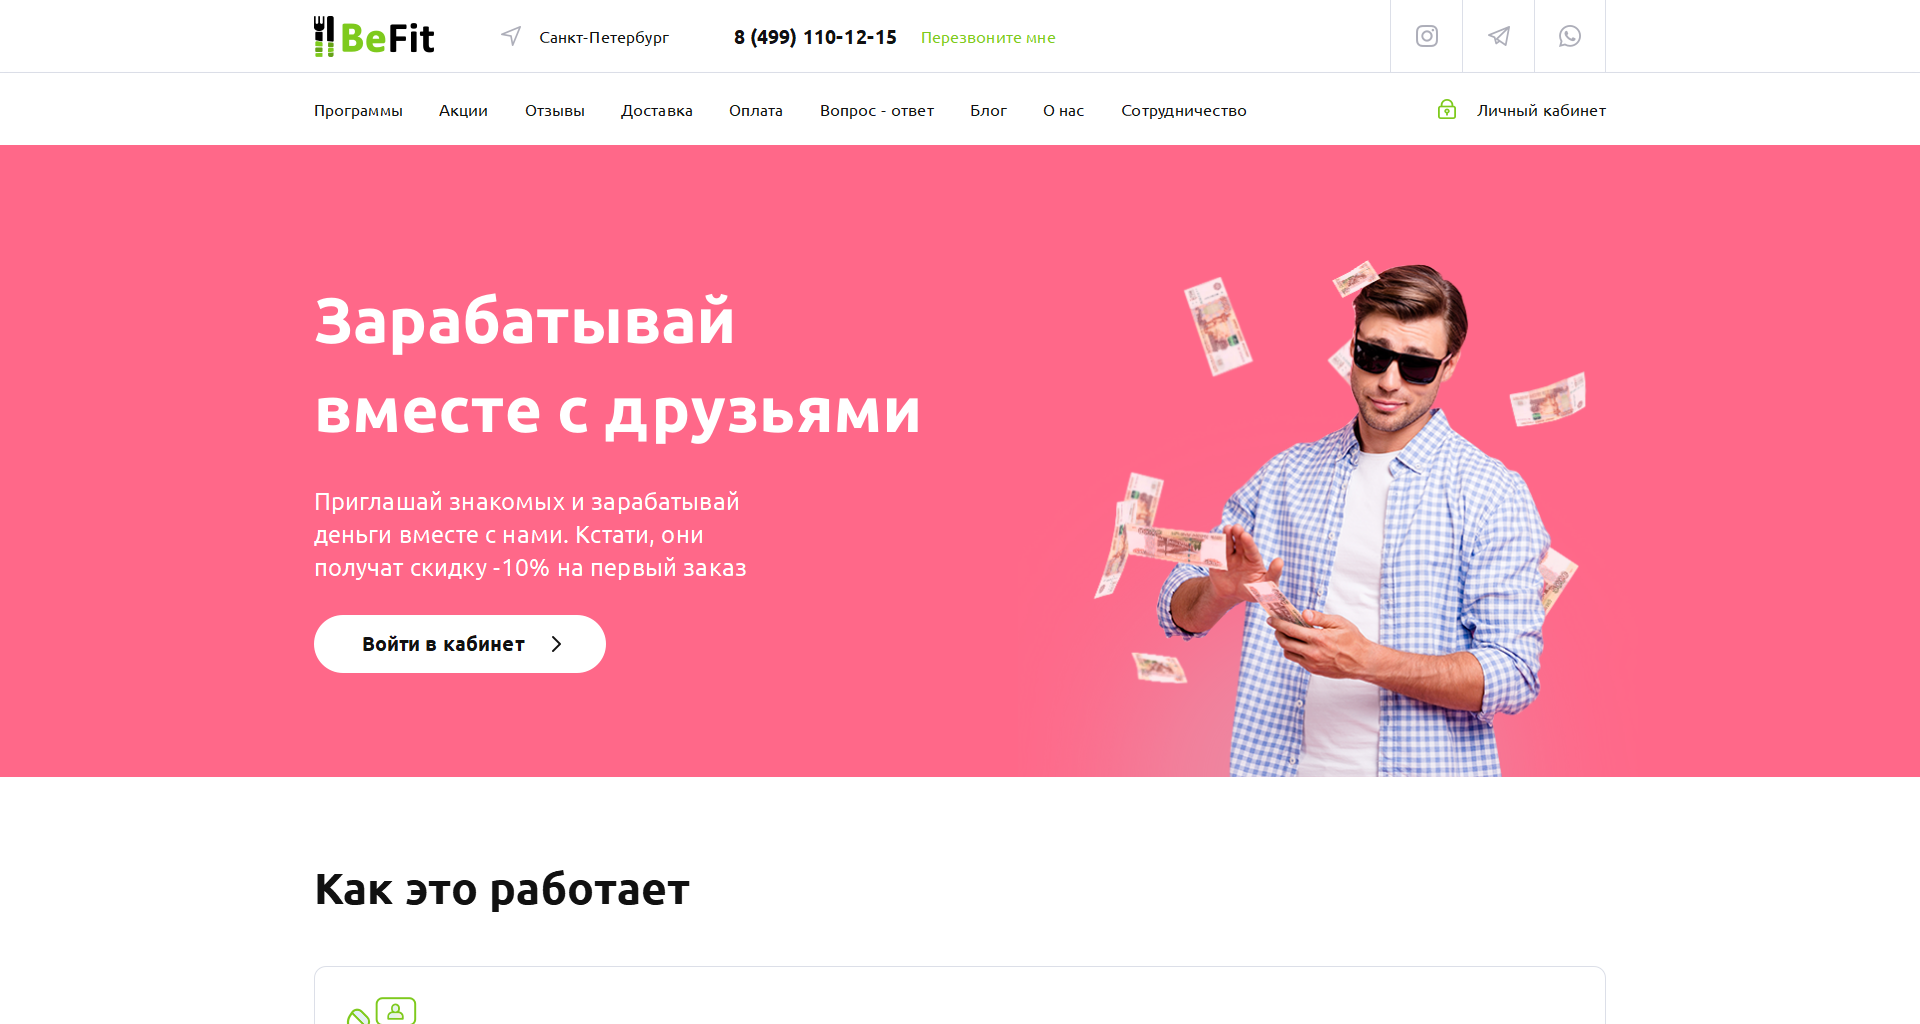 BeFit
Санкт-Петербург
8 (499) 110-12-15
Перезвоните мне
Программы
Акции
Отзывы
Доставка
Оплата
Вопрос - ответ
Блог
О нас
Сотрудничество
Личный кабинет
Зарабатывай
вместе с друзьями
Приглашай знакомых и зарабатывай
деньги вместе с нами. Кстати, они
получат скидку -10% на первый заказ
Войти в кабинет
Как это работает